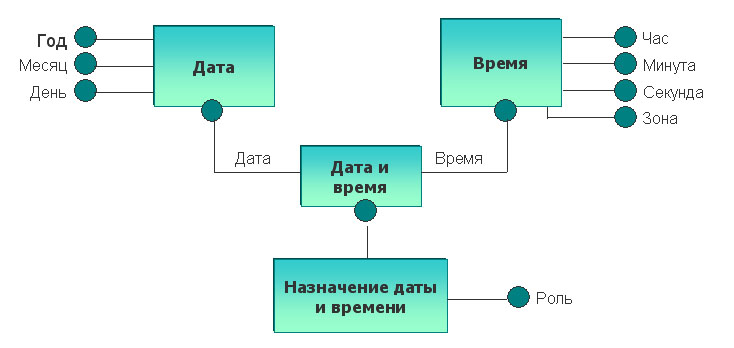 Год
Месяц
День
Дата
Время
Час
Минута
Секунда
Зона
Дата
Дата и
время
Время
Назначение даты
и времени
Роль